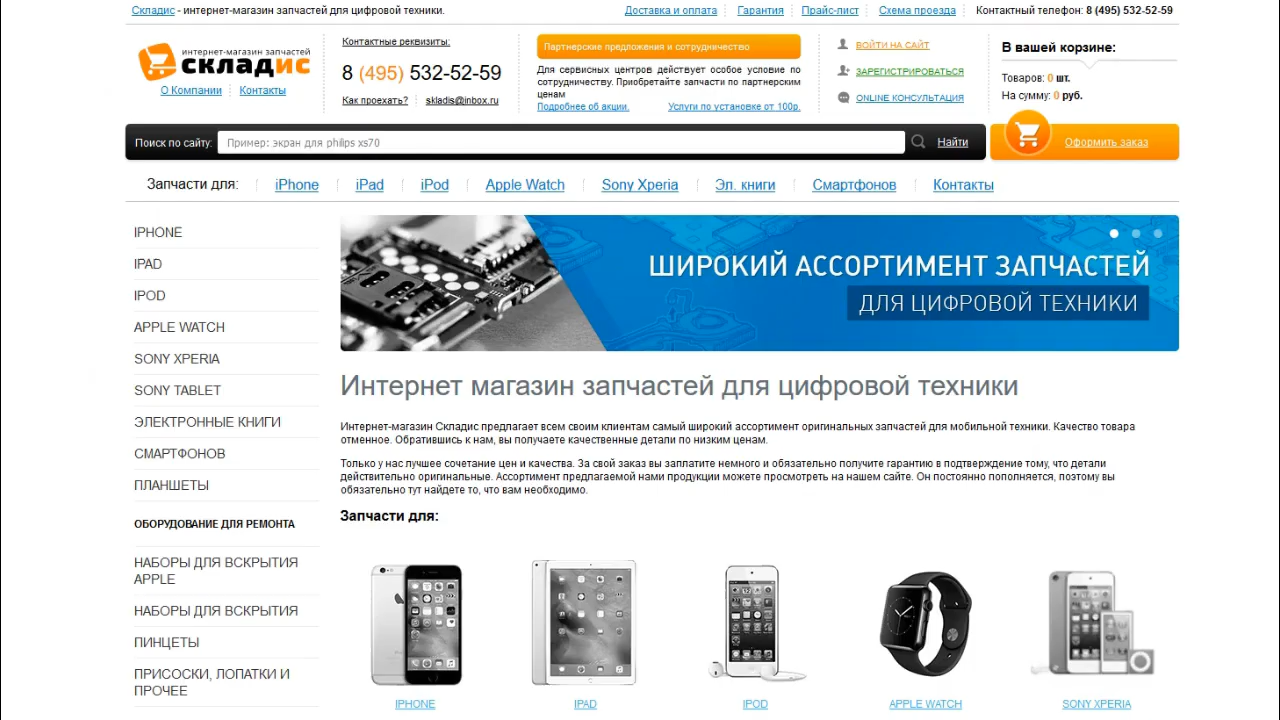 Складис - интернет-магазин запчастей для цифровой техники.
Доставка и оплата
Гарантия
Прайс-лист
Схема проезда
Контактный телефон: 8 (495) 532-52-59
интернет-магазин запчастей
складис
О Компании
Контакты
Контактные реквизиты:
8 (495) 532-52-59
Как проехать?
skladis@inbox.ru
Партнерские предложения и сотрудничество
Для сервисных центров действует особое условие по
сотрудничеству. Приобретайте запчасти по партнерским
ценам
Подробнее об акции.
Услуги по установке от 100р.
ВОЙТИ НА САЙТ
ЗАРЕГИСТРИРОВАТЬСЯ
ONLINE КОНСУЛЬТАЦИЯ
В вашей корзине:
Товаров: 0 шт.
На сумму: 0 руб.
Поиск по сайту:
Пример: экран для philips xs70
Найти
Оформить заказ
Запчасти для:
iPhone
iPad
iPod
Apple Watch
Sony Xperia
Эл. книги
Смартфонов
Контакты
IPHONE
IPAD
IPOD
APPLE WATCH
SONY XPERIA
SONY TABLET
ЭЛЕКТРОННЫЕ КНИГИ
СМАРТФОНОВ
ПЛАНШЕТЫ
ОБОРУДОВАНИЕ ДЛЯ РЕМОНТА
НАБОРЫ ДЛЯ ВСКРЫТИЯ
APPLE
НАБОРЫ ДЛЯ ВСКРЫТИЯ
ПИНЦЕТЫ
ПРИСОСКИ, ЛОПАТКИ И
ПРОЧЕЕ
ШИРОКИЙ АССОРТИМЕНТ ЗАПЧАСТЕЙ
ДЛЯ ЦИФРОВОЙ ТЕХНИКИ
Интернет магазин запчастей для цифровой техники
Интернет-магазин Складис предлагает всем своим клиентам самый широкий ассортимент оригинальных запчастей для мобильной техники. Качество товара
отменное. Обратившись к нам, вы получаете качественные детали по низким ценам.
Только у нас лучшее сочетание цен и качества. За свой заказ вы заплатите немного и обязательно получите гарантию в подтверждение тому, что детали
действительно оригинальные. Ассортимент предлагаемой нами продукции можете просмотреть на нашем сайте. Он постоянно пополняется, поэтому вы
обязательно тут найдете то, что вам необходимо.
Запчасти для:
IPHONE
IPAD
IPOD
APPLE WATCH
SONY XPERIA